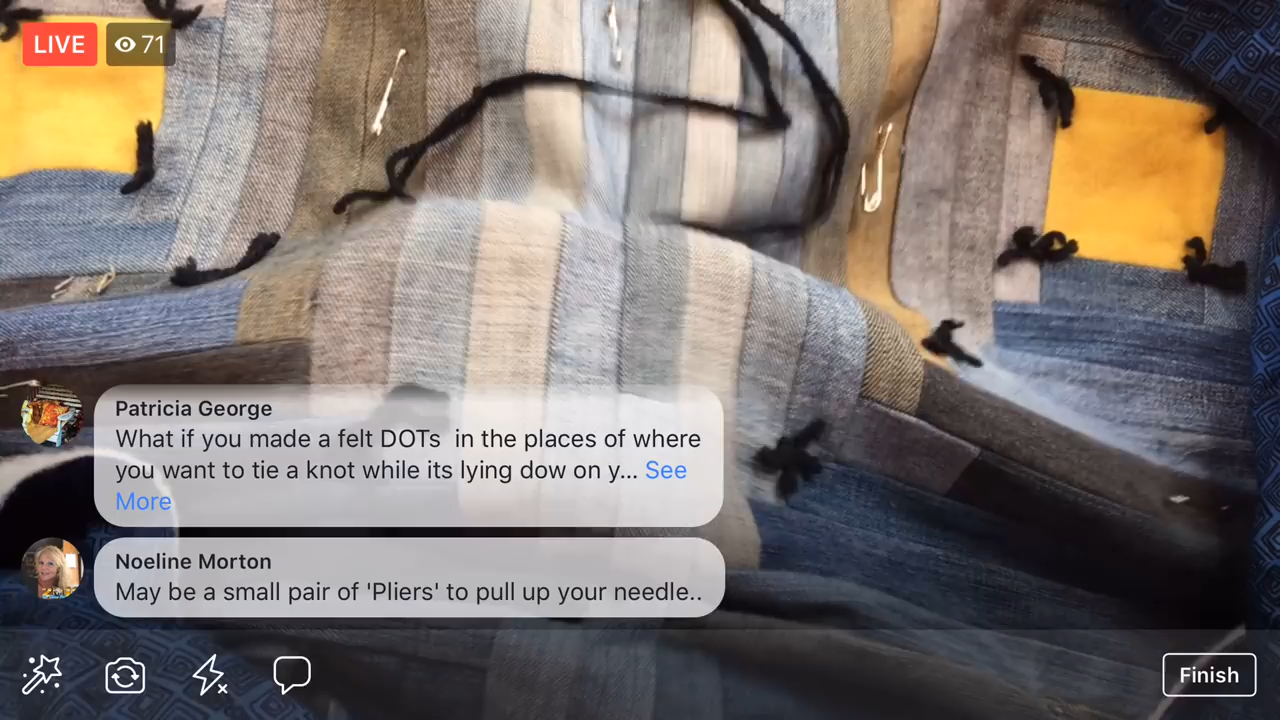 LIVE 71
Patricia George
What if you made a felt DOTs  in the places of where
you want to tie a knot while its lying dow on y... See
More
Noeline Morton
May be a small pair of 'Pliers' to pull up your needle..
Finish